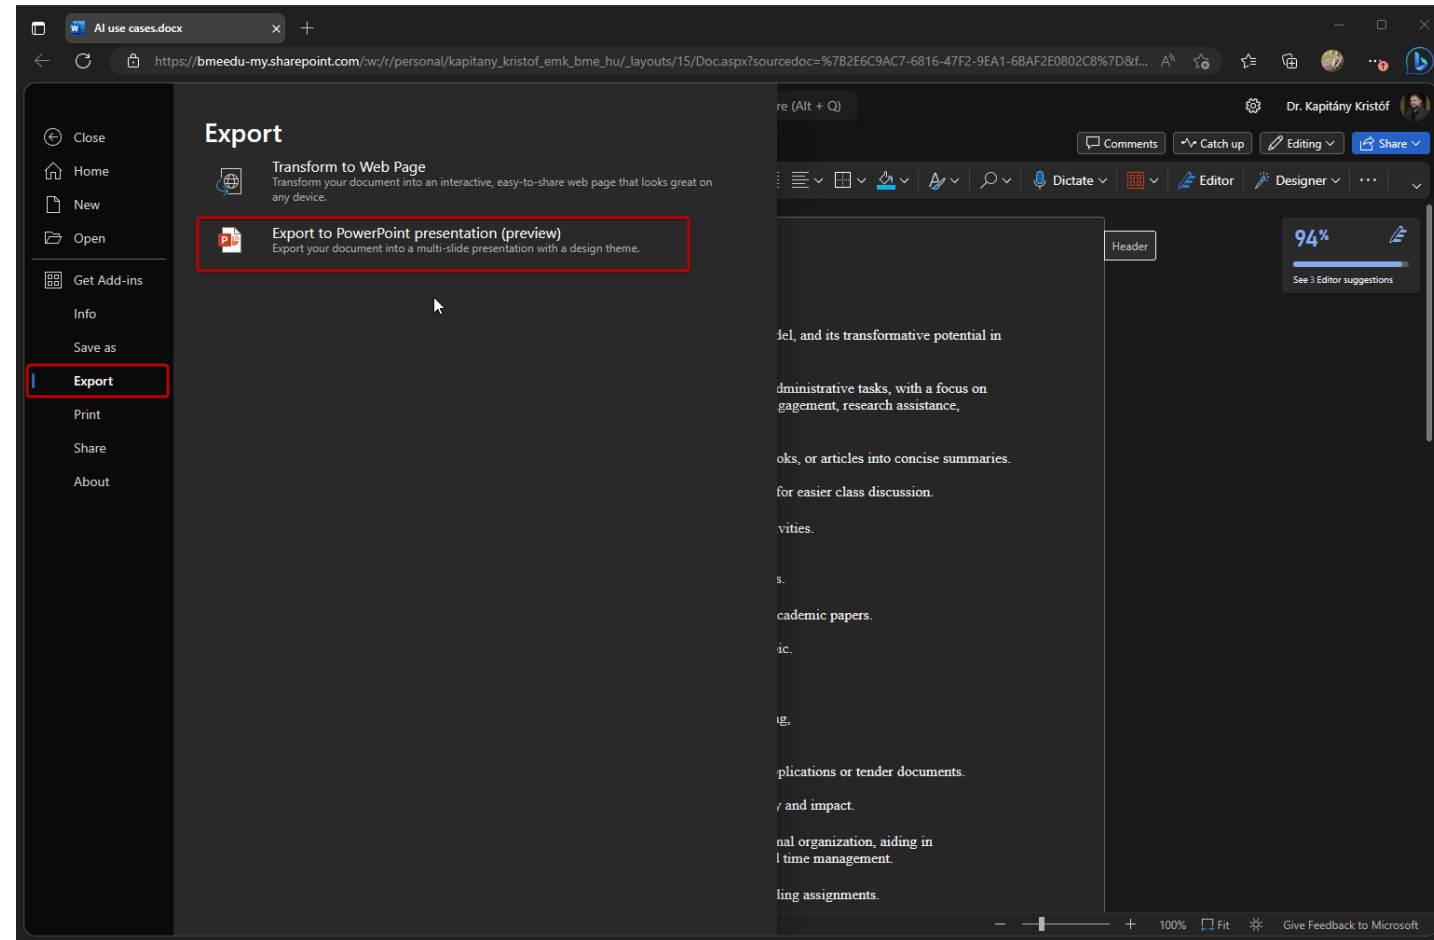 AI use cases.docx
https://bmeedu-my.sharepoint.com/:w:/r/personal/kapitany_kristof_emk_bme_hu/_layouts/15/Doc.aspx?sourcedoc=%7B2E6C9AC7-6816-47F2-9EA1-6BAF2E0802C8%7D&f...
re (Alt + Q)
Dr. Kapitány Kristóf
Comments
Catch up
Editing
Share
Dictate
Editor
Designer
Close
Home
New
Open
Get Add-ins
Info
Save as
Export
Print
Share
About
Export
Transform to Web Page
Transform your document into an interactive, easy-to-share web page that looks great on
any device.
Export to PowerPoint presentation (preview)
Export your document into a multi-slide presentation with a design theme.
Header
94%
See 3 Editor suggestions
del, and its transformative potential in
dministrative tasks, with a focus on
gagement, research assistance,
oks, or articles into concise summaries.
for easier class discussion.
vities.
s.
cademic papers.
ic.
ng,
pplications or tender documents.
y and impact.
nal organization, aiding in
l time management.
ding assignments.
100%
Fit
Give Feedback to Microsoft